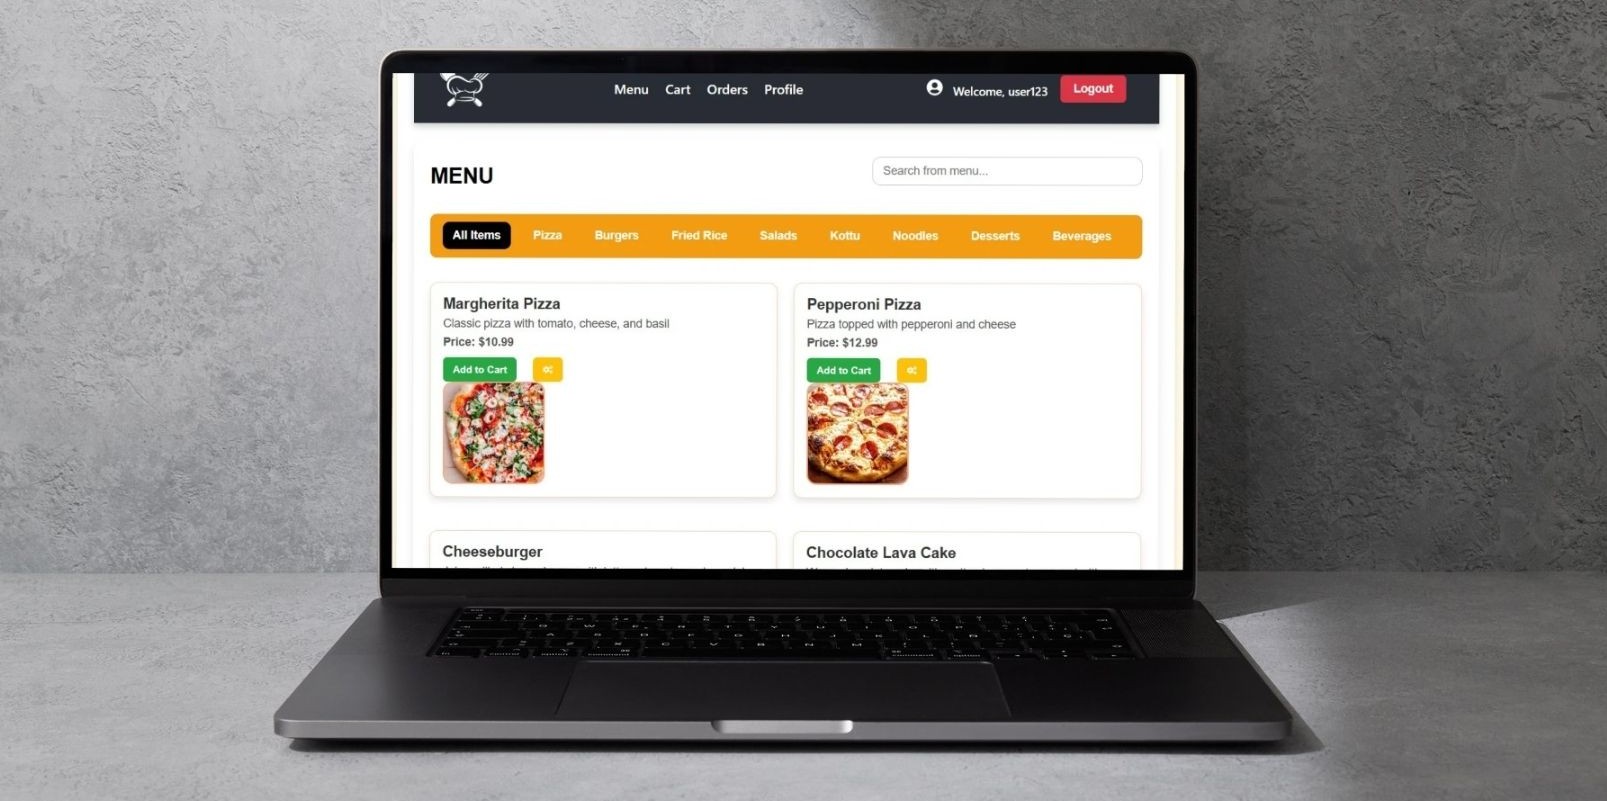 Menu Cart Orders Profile
Welcome, user123
Logout
MENU
Search from menu...
All Items Pizza Burgers Fried Rice Salads Kottu Noodles Desserts Beverages
Margherita Pizza
Classic pizza with tomato, cheese, and basil
Price: $10.99
Add to Cart
Pepperoni Pizza
Pizza topped with pepperoni and cheese
Price: $12.99
Add to Cart
Cheeseburger
Chocolate Lava Cake